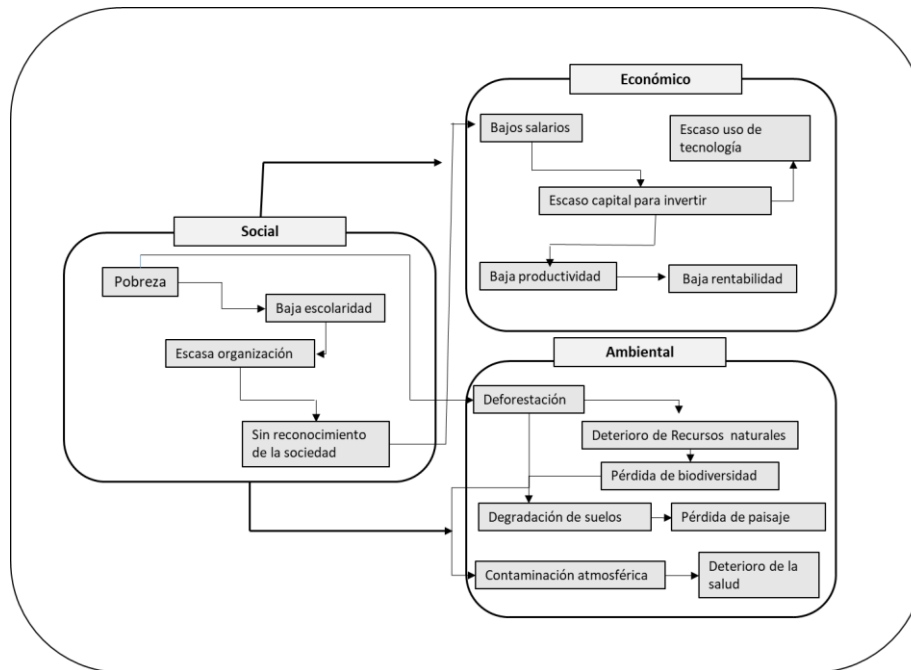 Económico
Bajos salarios
Escaso uso de
tecnología
Escaso capital para invertir
Baja productividad
Baja rentabilidad
Social
Pobreza
Baja escolaridad
Escasa organización
Sin reconocimiento
de la sociedad
Ambiental
Deforestación
Deterioro de Recursos naturales
Pérdida de biodiversidad
Degradación de suelos
Pérdida de paisaje
Contaminación atmosférica
Deterioro de la
salud